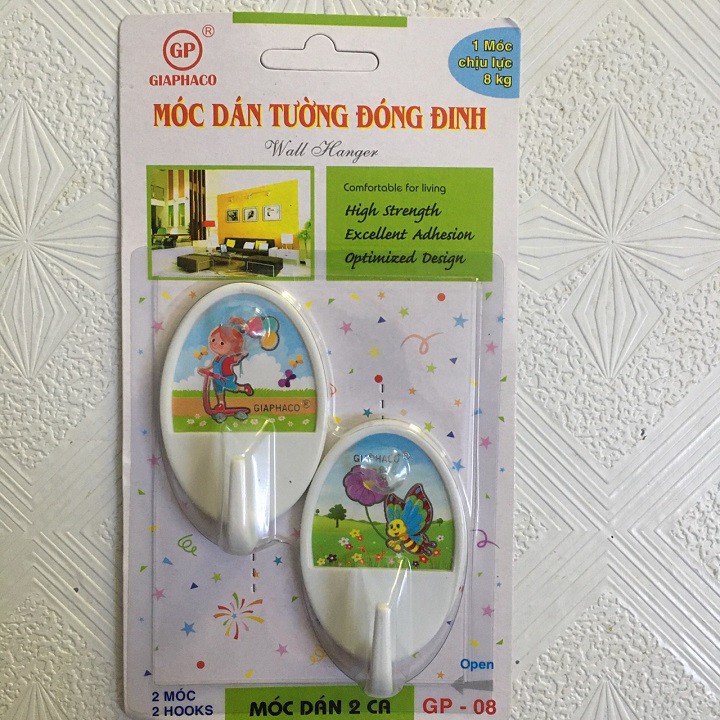 GP ®
GIAPHACO
1 Móc
chịu lực
8 kg
MÓC DÁN TƯỜNG ĐÓNG ĐINH
Wall Hanger
Comfortable for living
High Strength
Excellent Adhesion
Optimized Design
GIAPHACO ®
GIAPHACO ®
Open
2 MÓC
2 HOOKS
MÓC DÁN 2 CÁ
GP - 08